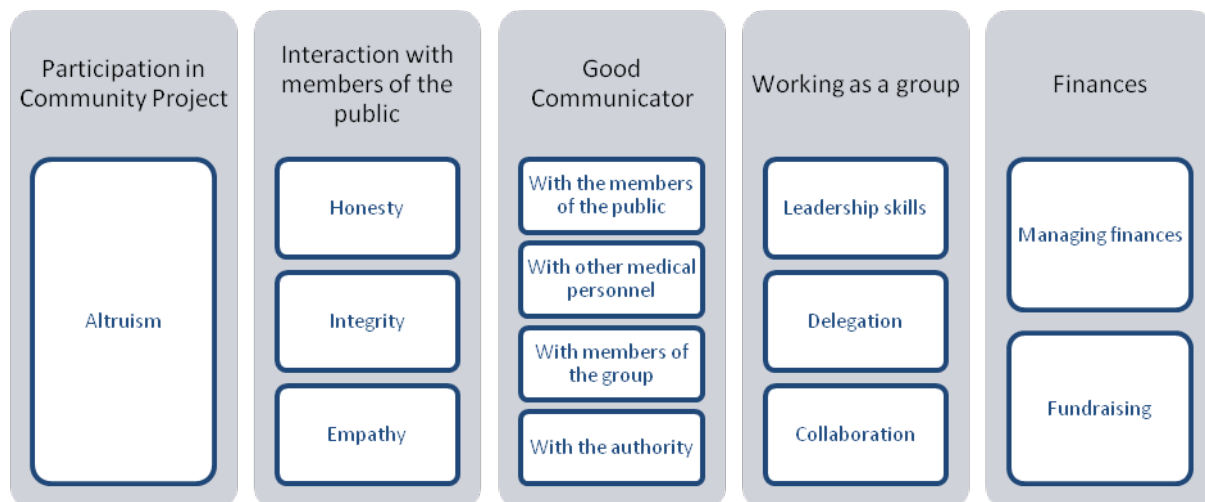 Participation in
Community Project
Altruism
Interaction with
members of the
public
Honesty
Integrity
Empathy
Good
Communicator
With the members
of the public
With other medical
personnel
With members of
the group
With the authority
Working as a group
Leadership skills
Delegation
Collaboration
Finances
Managing finances
Fundraising